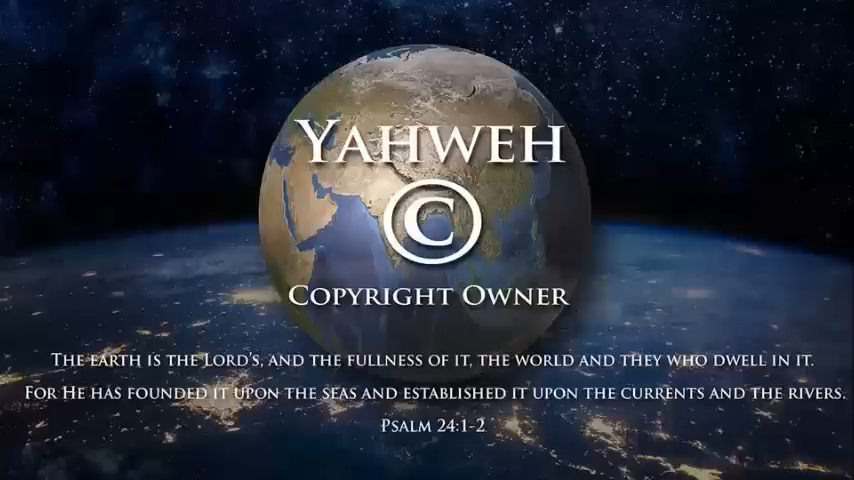 YAHWEH
©
COPYRIGHT OWNER
THE EARTH IS THE LORD'S, AND THE FULLNESS OF IT, THE WORLD AND THEY WHO DWELL IN IT.
FOR HE HAS FOUNDED IT UPON THE SEAS AND ESTABLISHED IT UPON THE CURRENTS AND THE RIVERS.
PSALM 24:1-2